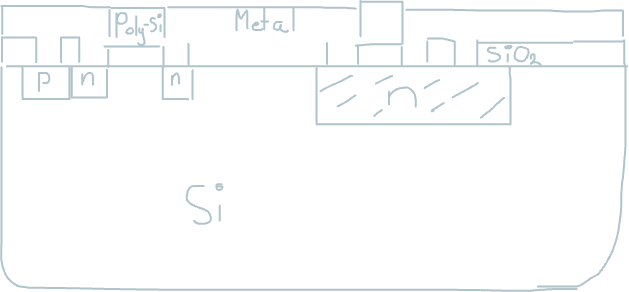 Poly-Si Metal
SiO2
p n n n
Si